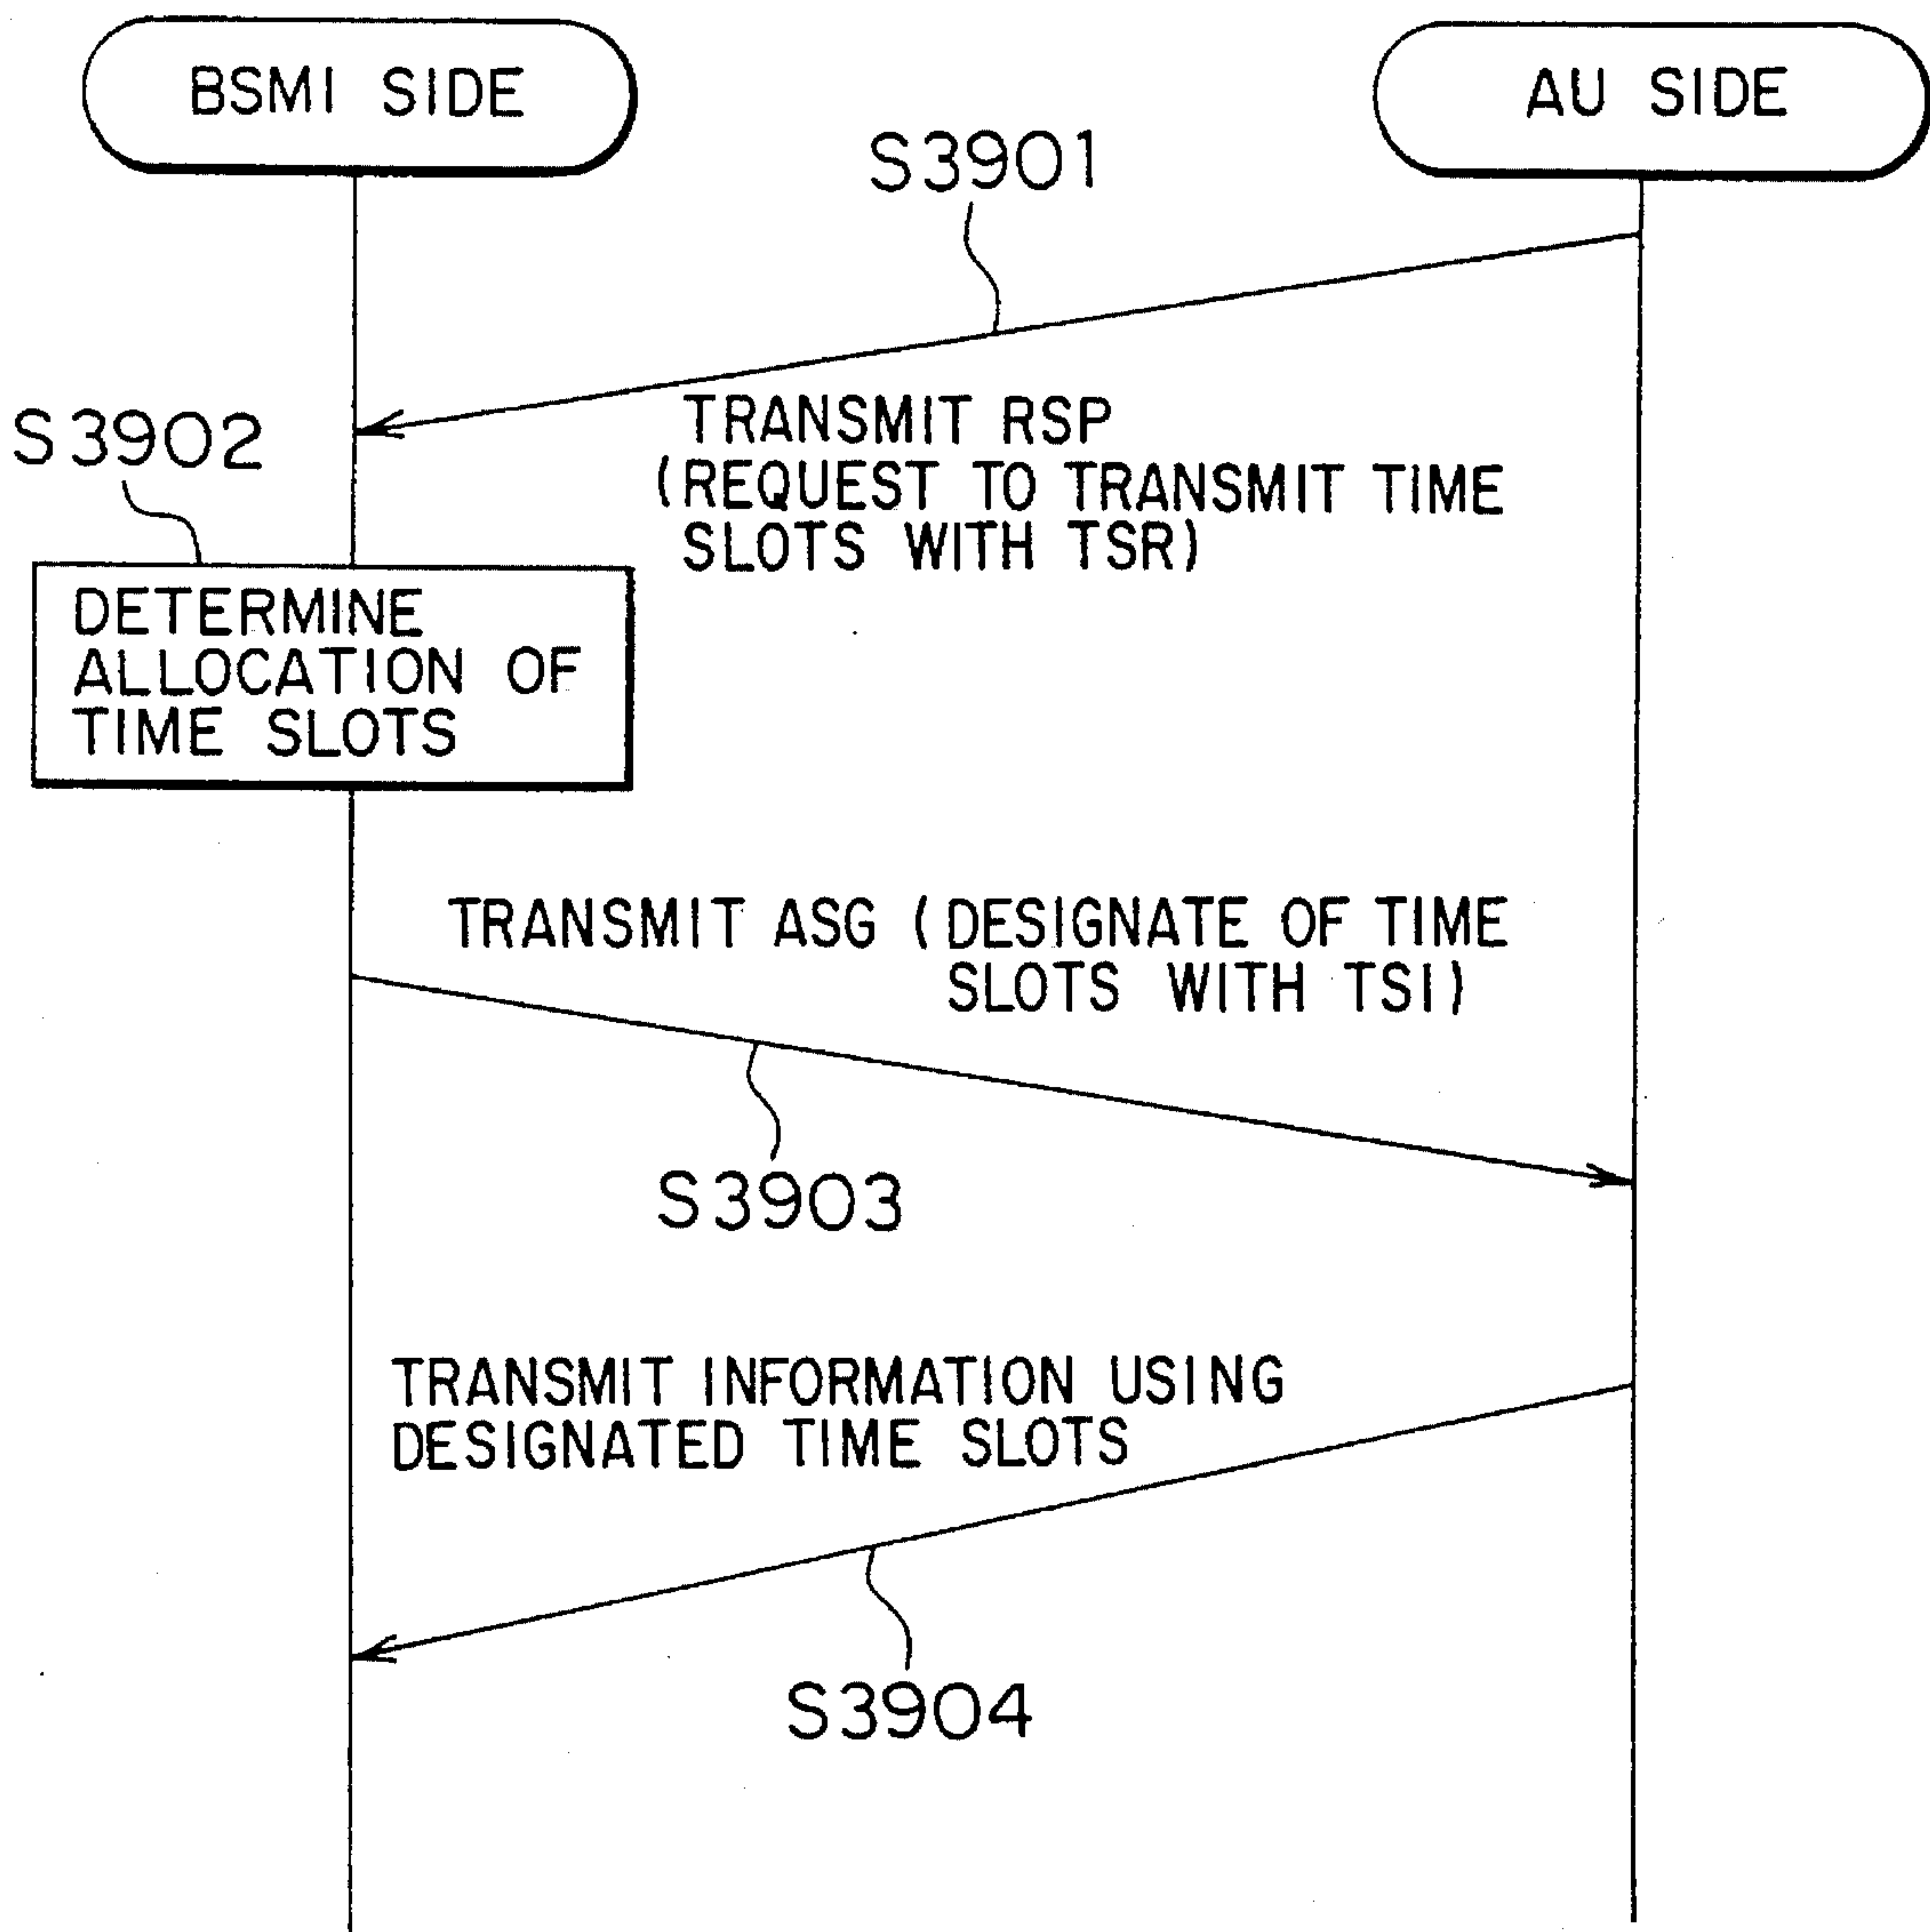 BSMI SIDE
AU SIDE
S3901
TRANSMIT RSP
(REQUEST TO TRANSMIT TIME
SLOTS WITH TSR)
S3902
DETERMINE
ALLOCATION OF
TIME SLOTS
TRANSMIT ASG (DESIGNATE OF TIME
SLOTS WITH TSI)
S3903
TRANSMIT INFORMATION USING
DESIGNATED TIME SLOTS
S3904